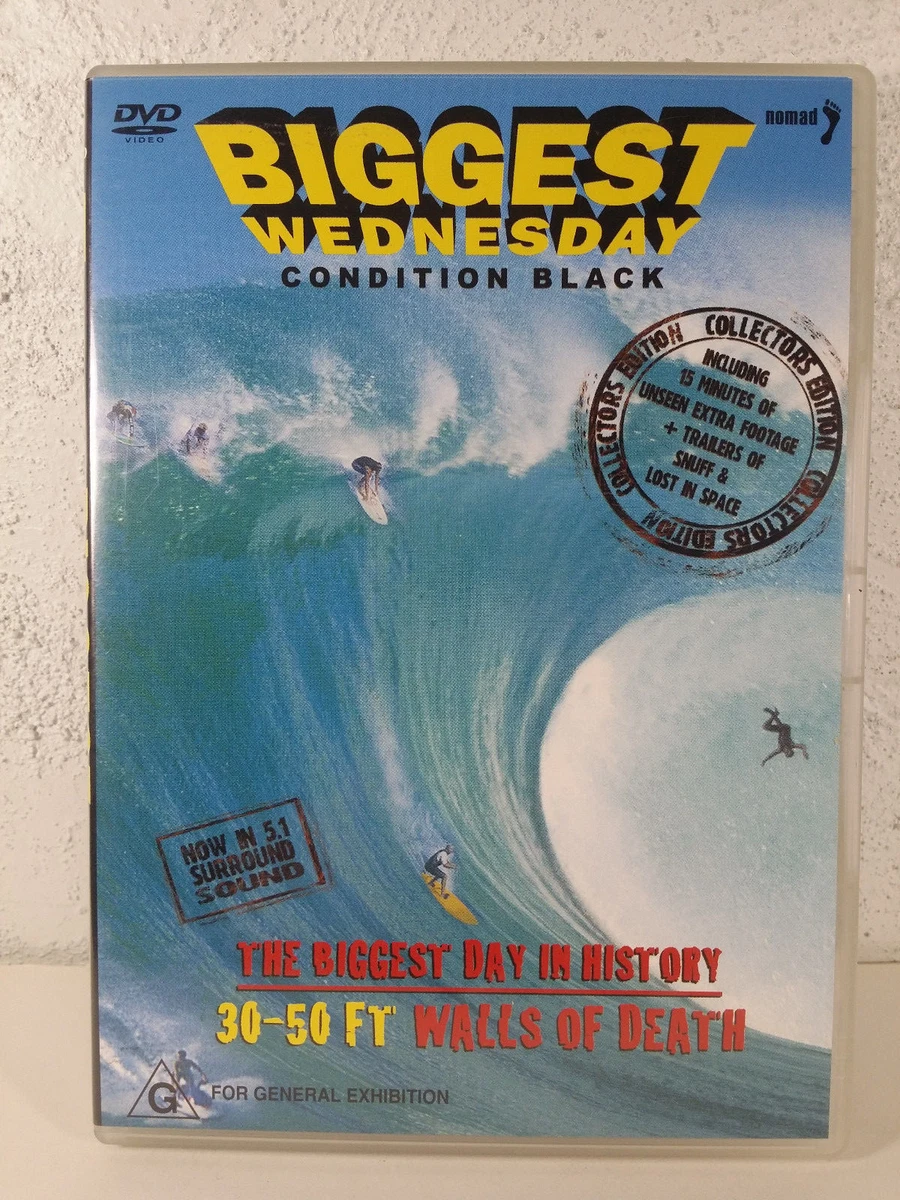 DVD
VIDEO
BIGGEST
WEDNESDAY
CONDITION BLACK
nomad
COLLECTORS EDITION
COLLECTORS EDITION
COLLECTORS EDITION
INCLUDING
15 MINUTES OF
UNSEEN EXTRA FOOTAGE
+ TRAILERS OF
SNUFF &
LOST IN SPACE
NOW IN 5.1
SURROUND
SOUND
THE BIGGEST DAY IN HISTORY
30-50 FT WALLS OF DEATH
G FOR GENERAL EXHIBITION